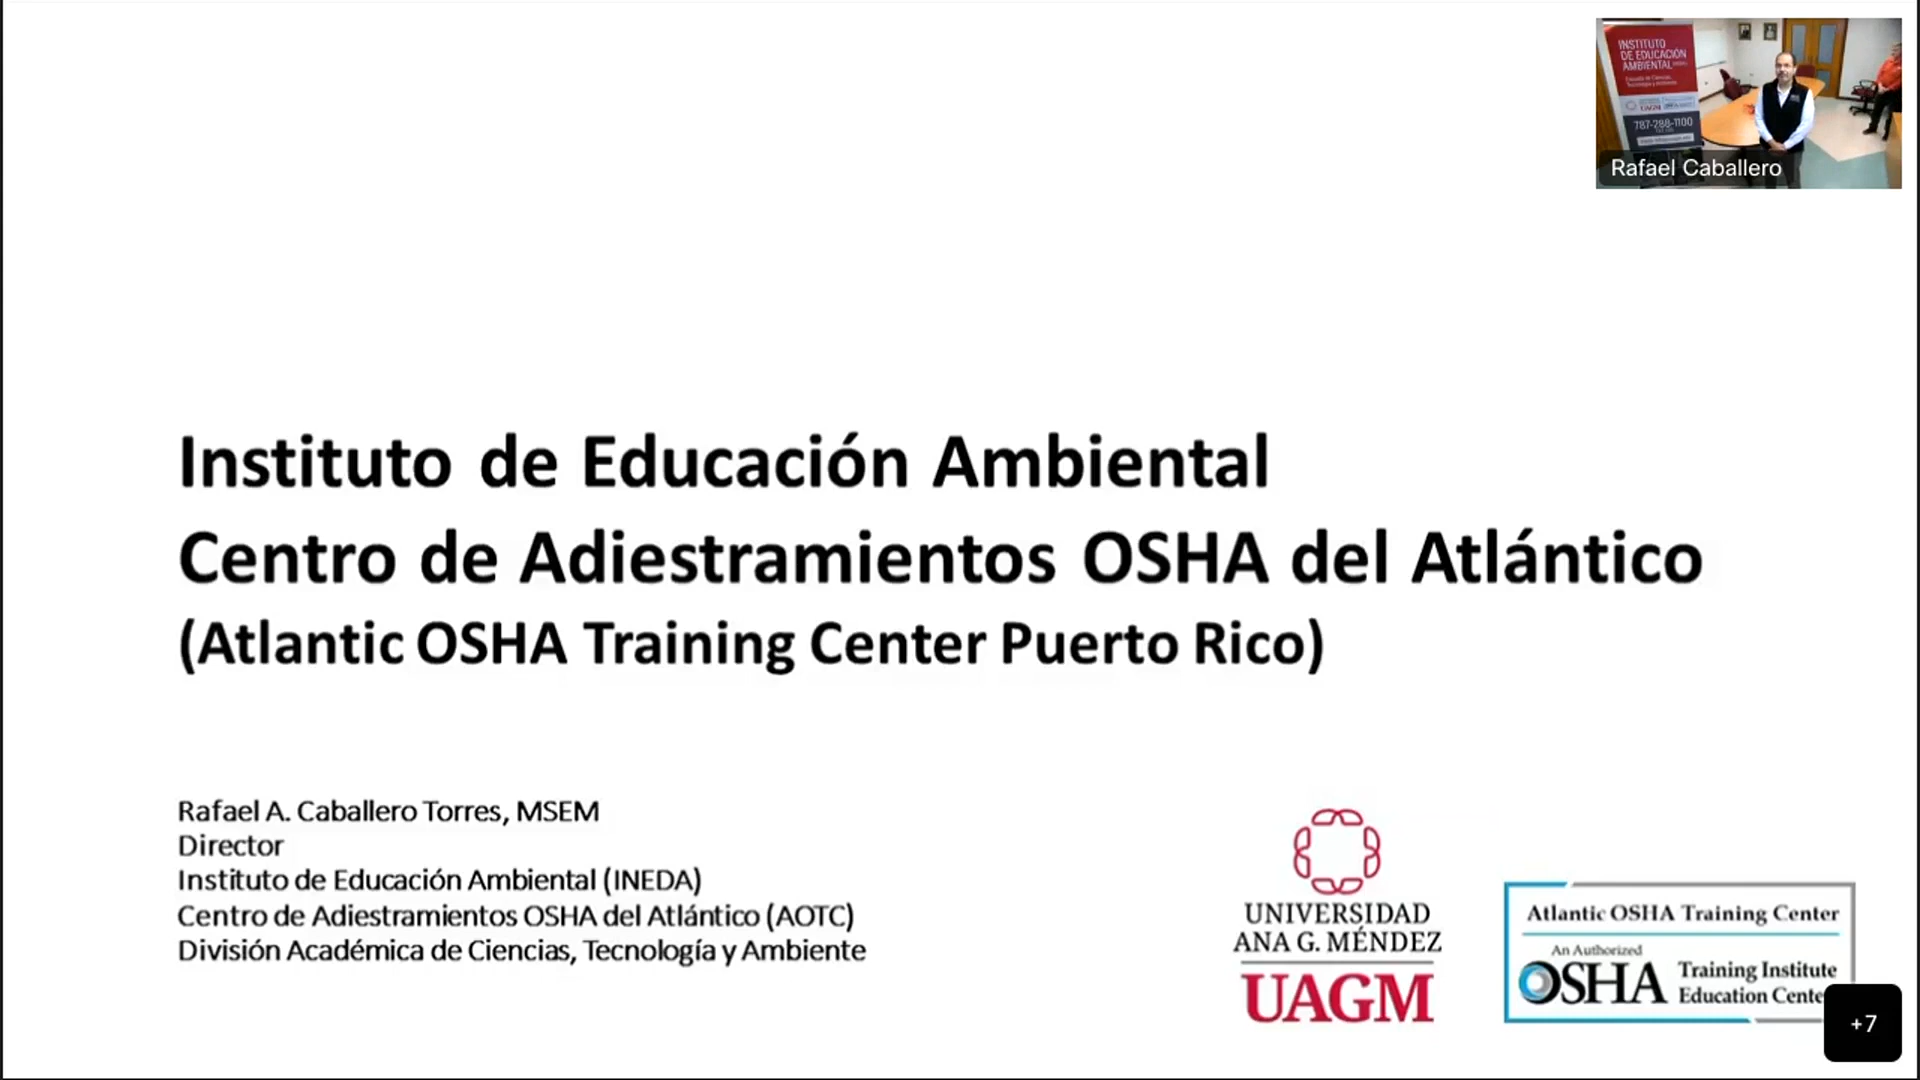 INSTITUTO
DE EDUCACIÓN
AMBIENTAL
UAGM
787-288-1100
Rafael Caballero
Instituto de Educación Ambiental
Centro de Adiestramientos OSHA del Atlántico
(Atlantic OSHA Training Center Puerto Rico)
Rafael A. Caballero Torres, MSEM
Director
Instituto de Educación Ambiental (INEDA)
Centro de Adiestramientos OSHA del Atlántico (AOTC)
División Académica de Ciencias, Tecnología y Ambiente
UNIVERSIDAD
ANA G. MÉNDEZ
UAGM
Atlantic OSHA Training Center
An Authorized
OSHA Training Institute
Education Cente
+7